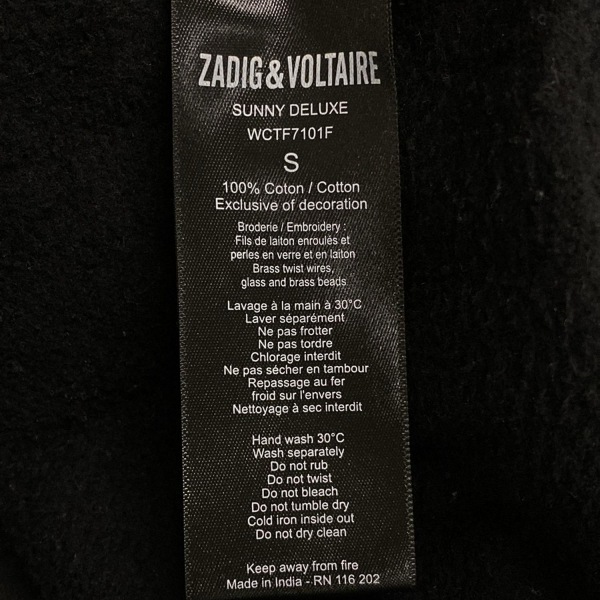 ZADIG&VOLTAIRE
SUNNY DELUXE
WCTF7101F
S
100% Coton / Cotton
Exclusive of decoration
Broderie / Embroidery :
Fils de laiton enroulés et
perles en verre et en laiton
Brass twist wires,
glass and brass beads
Lavage à la main à 30°C
Laver séparément
Ne pas frotter
Ne pas tordre
Chlorage interdit
Ne pas sécher en tambour
Repassage au fer
froid sur l'envers
Nettoyage à sec interdit
Hand wash 30°C
Wash separately
Do not rub
Do not twist
Do not bleach
Do not tumble dry
Cold iron inside out
Do not dry clean
Keep away from fire
Made in India - RN 116 202